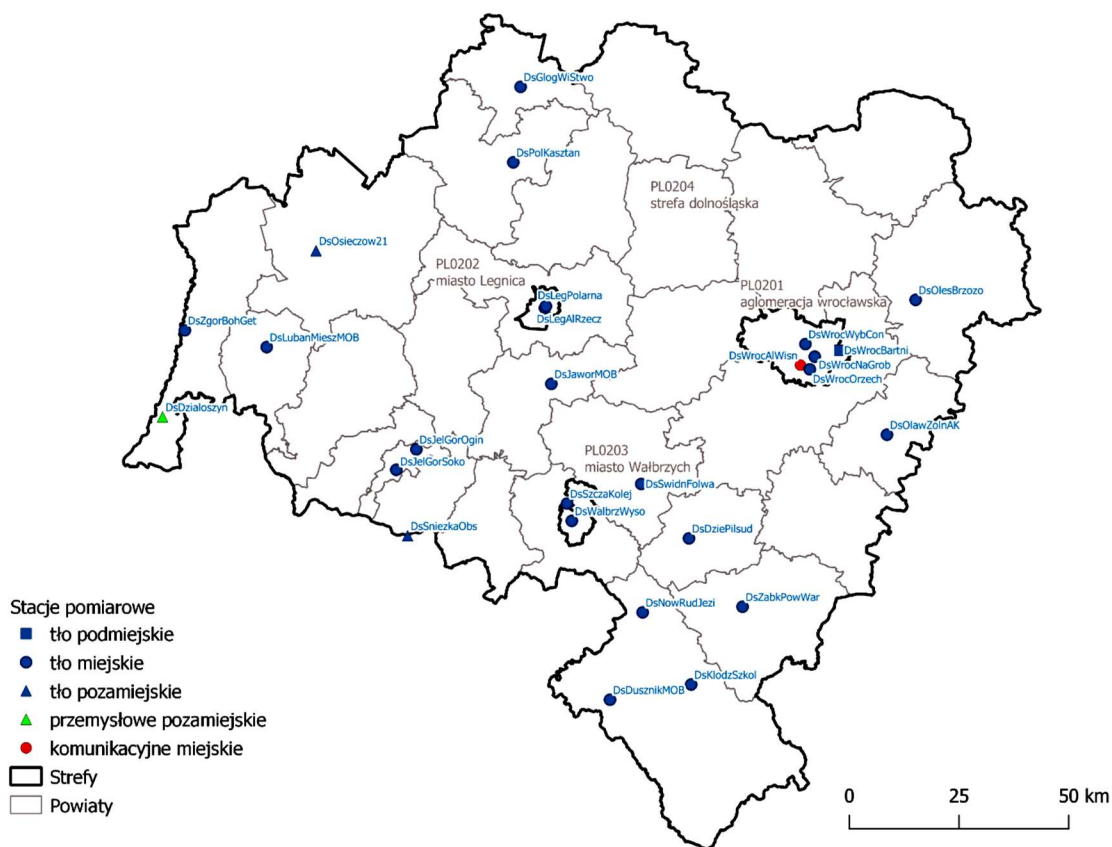 DsGlogWiStwo
DsPolKasztan
PL0204
strefa dolnośląska
DsOsieczow21
PL0202
miasto Legnica
PL0201
aglomeracja wrocławska
DsLegPolarna
DsLegAlRzecz
DsOlesBrzozo
DsZgorBohGet
DsLubanMieszMOB
DsWrocWybCon
DsWrocBartni
DsWrocAlWisn
DsWrocNaGrob
DsWrocOrzech
DsJaworMOB
DsDzialoszyn
DsOlawZolnAK
DsJelGorOgin
DsJelGorSoko
PL0203
miasto Wałbrzych
DsSwidnFolwa
DsSzczaKolej
DsWalbrzWyso
DsSniezkaObs
DsDziePilsud
DsNowRudJezi
DsZabkPowWar
DsKlodzSzkol
DsDusznikMOB
Stacje pomiarowe
tło podmiejskie
tło miejskie
tło pozamiejskie
przemysłowe pozamiejskie
komunikacyjne miejskie
Strefy
Powiaty
0 25 50 km